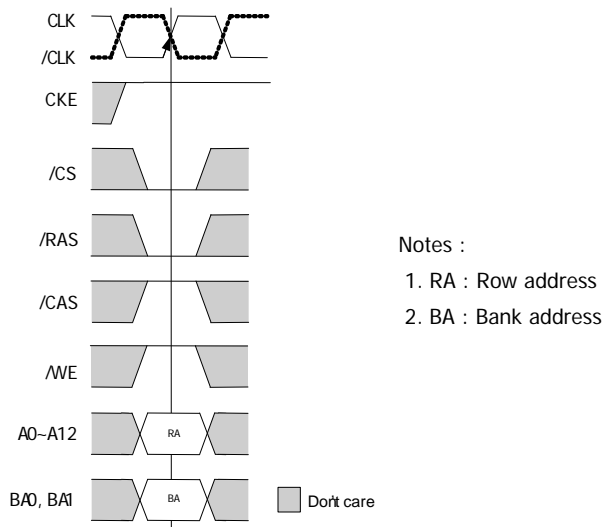 CLK
/CLK
CKE
/CS
/RAS
/CAS
/WE
A0~A12
RA
BA0, BA1
BA
Don't care
Notes :
1. RA : Row address
2. BA : Bank address